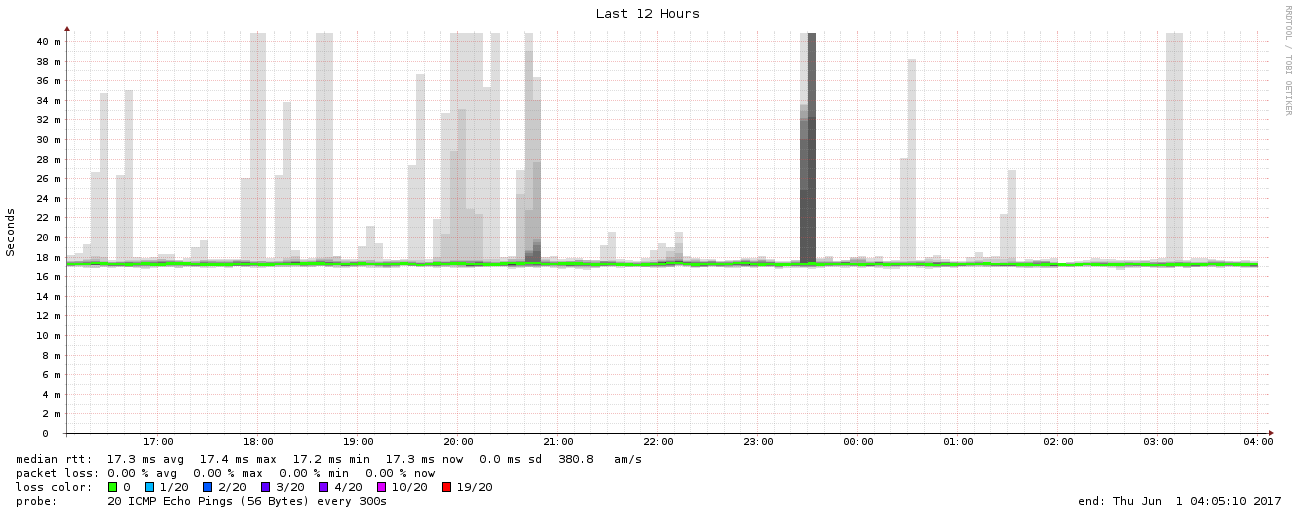 Last 12 Hours
RRDTOOL / TOBI OETIKER
Seconds
40 m
38 m
36 m
34 m
32 m
30 m
28 m
26 m
24 m
22 m
20 m
18 m
16 m
14 m
12 m
10 m
8 m
6 m
4 m
2 m
0
17:00 18:00 19:00 20:00 21:00 22:00 23:00 00:00 01:00 02:00 03:00 04:00
median rtt: 17.3 ms avg 17.4 ms max 17.2 ms min 17.3 ms now 0.0 ms sd 380.8 am/s
packet loss: 0.00 % avg 0.00 % max 0.00 % min 0.00 % now
loss color: 0 1/20 2/20 3/20 4/20 10/20 19/20
probe: 20 ICMP Echo Pings (56 Bytes) every 300s end: Thu Jun 1 04:05:10 2017